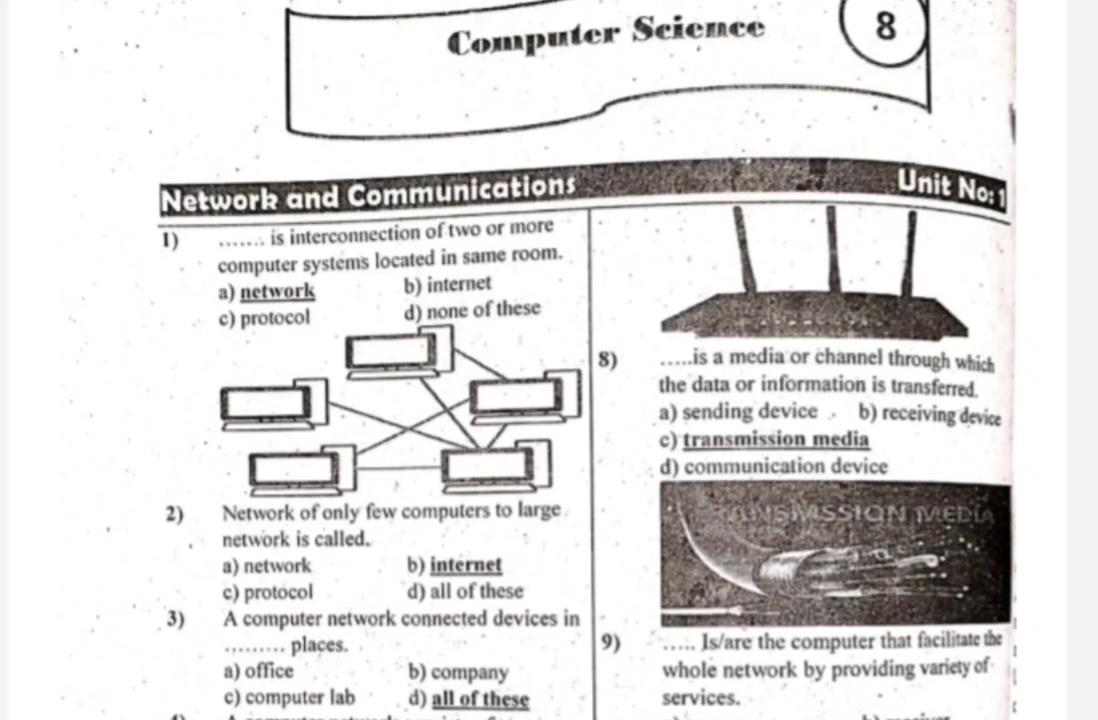 Computer Science
8
Network and Communications
Unit No: 1
1) ....... is interconnection of two or more
computer systems located in same room.
a) network b) internet
c) protocol d) none of these
2) Network of only few computers to large
network is called.
a) network b) internet
c) protocol d) all of these
3) A computer network connected devices in
......... places.
a) office b) company
c) computer lab d) all of these
8) .....is a media or channel through which
the data or information is transferred.
a) sending device b) receiving device
c) transmission media
d) communication device
TRANSMISSION MEDIA
9) ..... Is/are the computer that facilitate the
whole network by providing variety of
services.